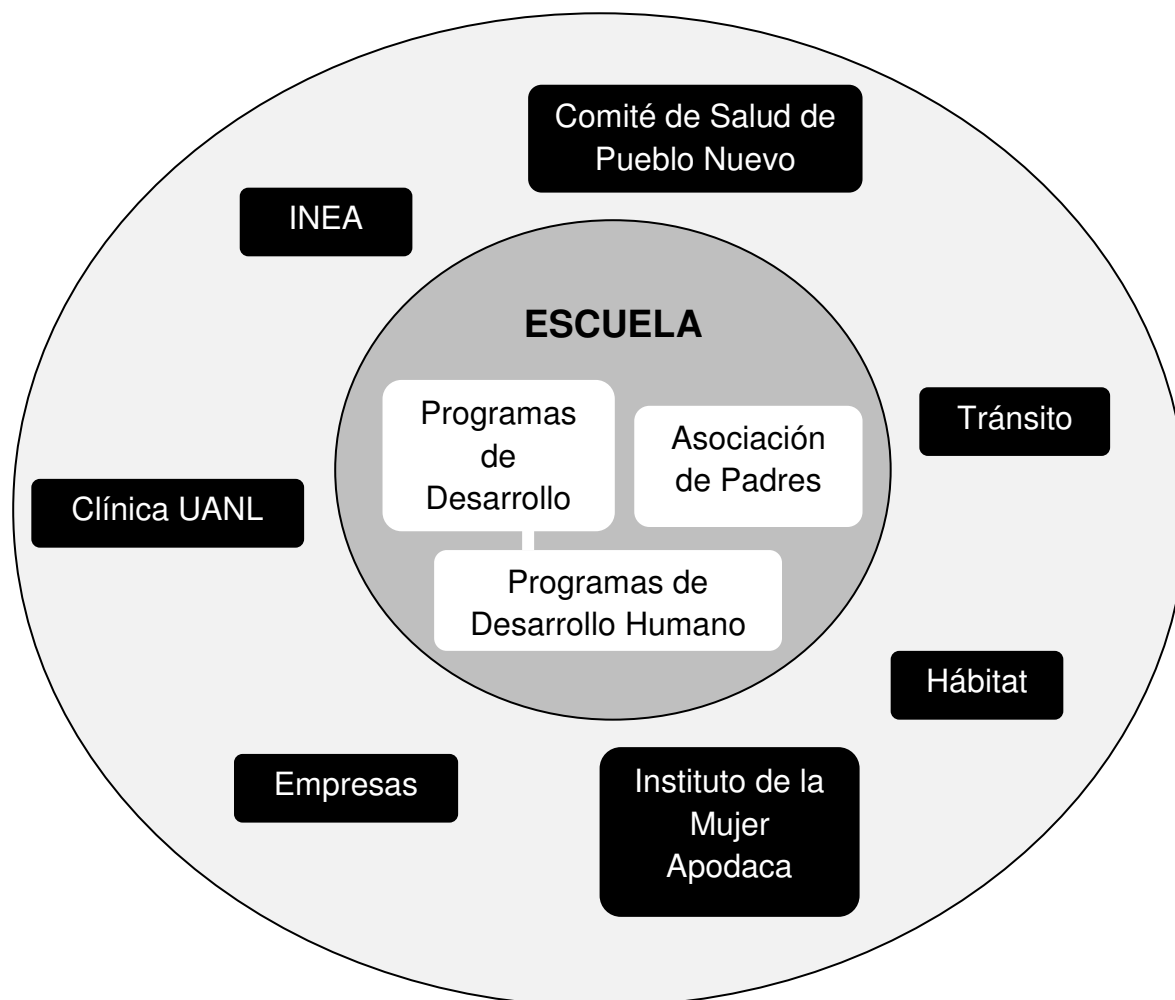 Comité de Salud de
Pueblo Nuevo
INEA
ESCUELA
Programas
de
Desarrollo
Asociación
de Padres
Tránsito
Clínica UANL
Programas de
Desarrollo Humano
Hábitat
Empresas
Instituto de la
Mujer
Apodaca